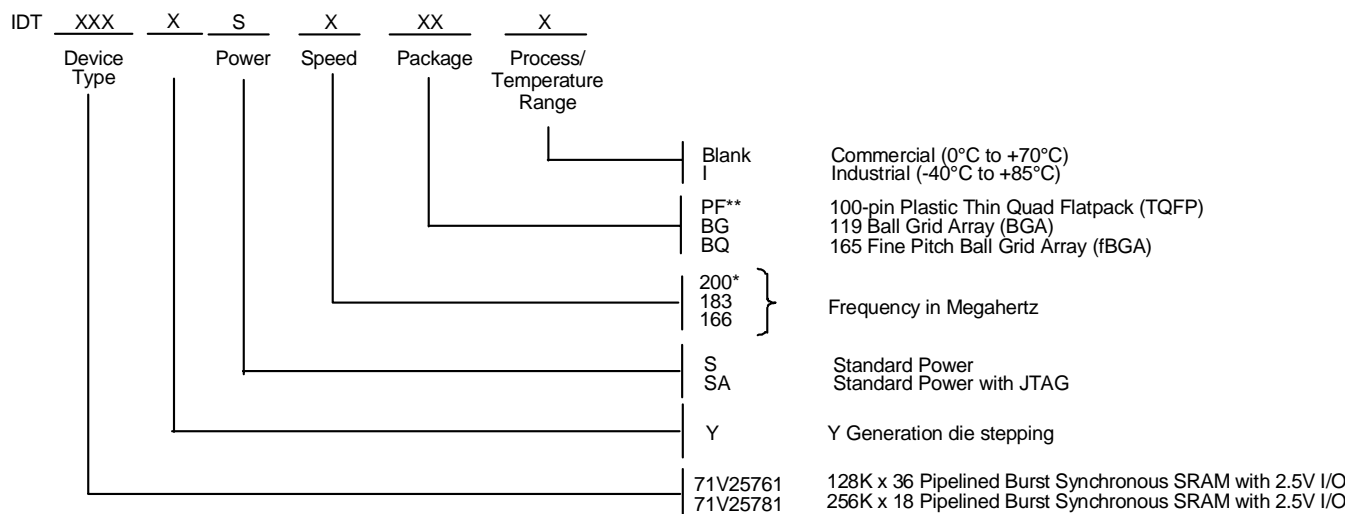 IDT XXX X S X XX X
Device Type Power Speed Package Process/ Temperature Range
Blank Commercial (0°C to +70°C)
I Industrial (-40°C to +85°C)
PF** 100-pin Plastic Thin Quad Flatpack (TQFP)
BG 119 Ball Grid Array (BGA)
BQ 165 Fine Pitch Ball Grid Array (fBGA)
200*
183 Frequency in Megahertz
166
S Standard Power
SA Standard Power with JTAG
Y Y Generation die stepping
71V25761 128K x 36 Pipelined Burst Synchronous SRAM with 2.5V I/O
71V25781 256K x 18 Pipelined Burst Synchronous SRAM with 2.5V I/O